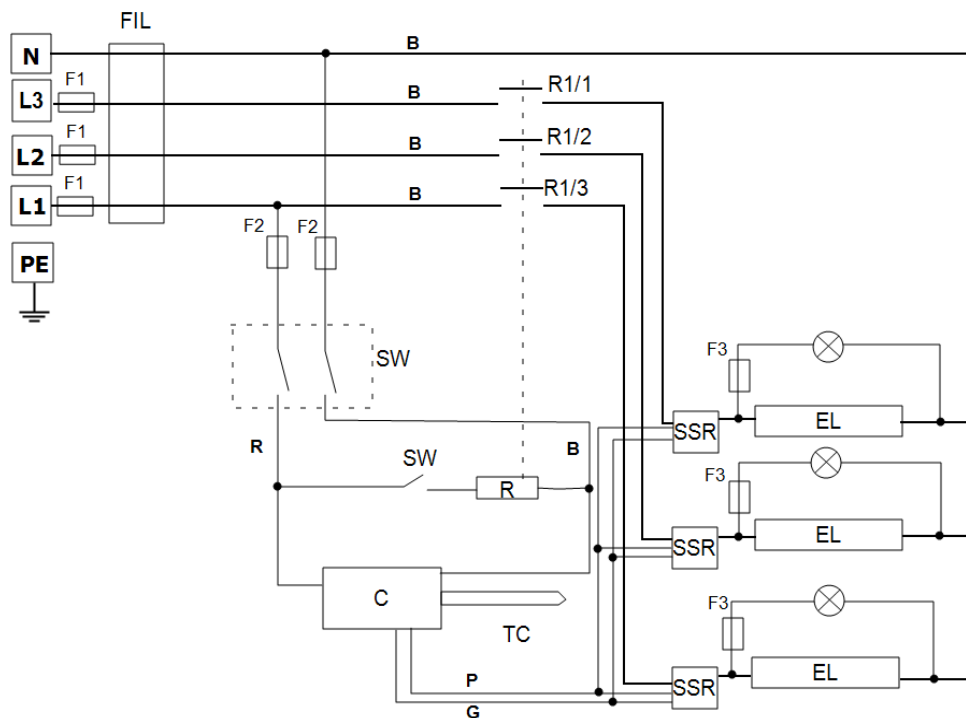 FIL
N
B
F1
L3
B
R1/1
F1
L2
B
R1/2
F1
L1
B
R1/3
F2
F2
PE
SW
F3
EL
SSR
R
SW
B
R
F3
EL
SSR
C
TC
F3
EL
SSR
P
G